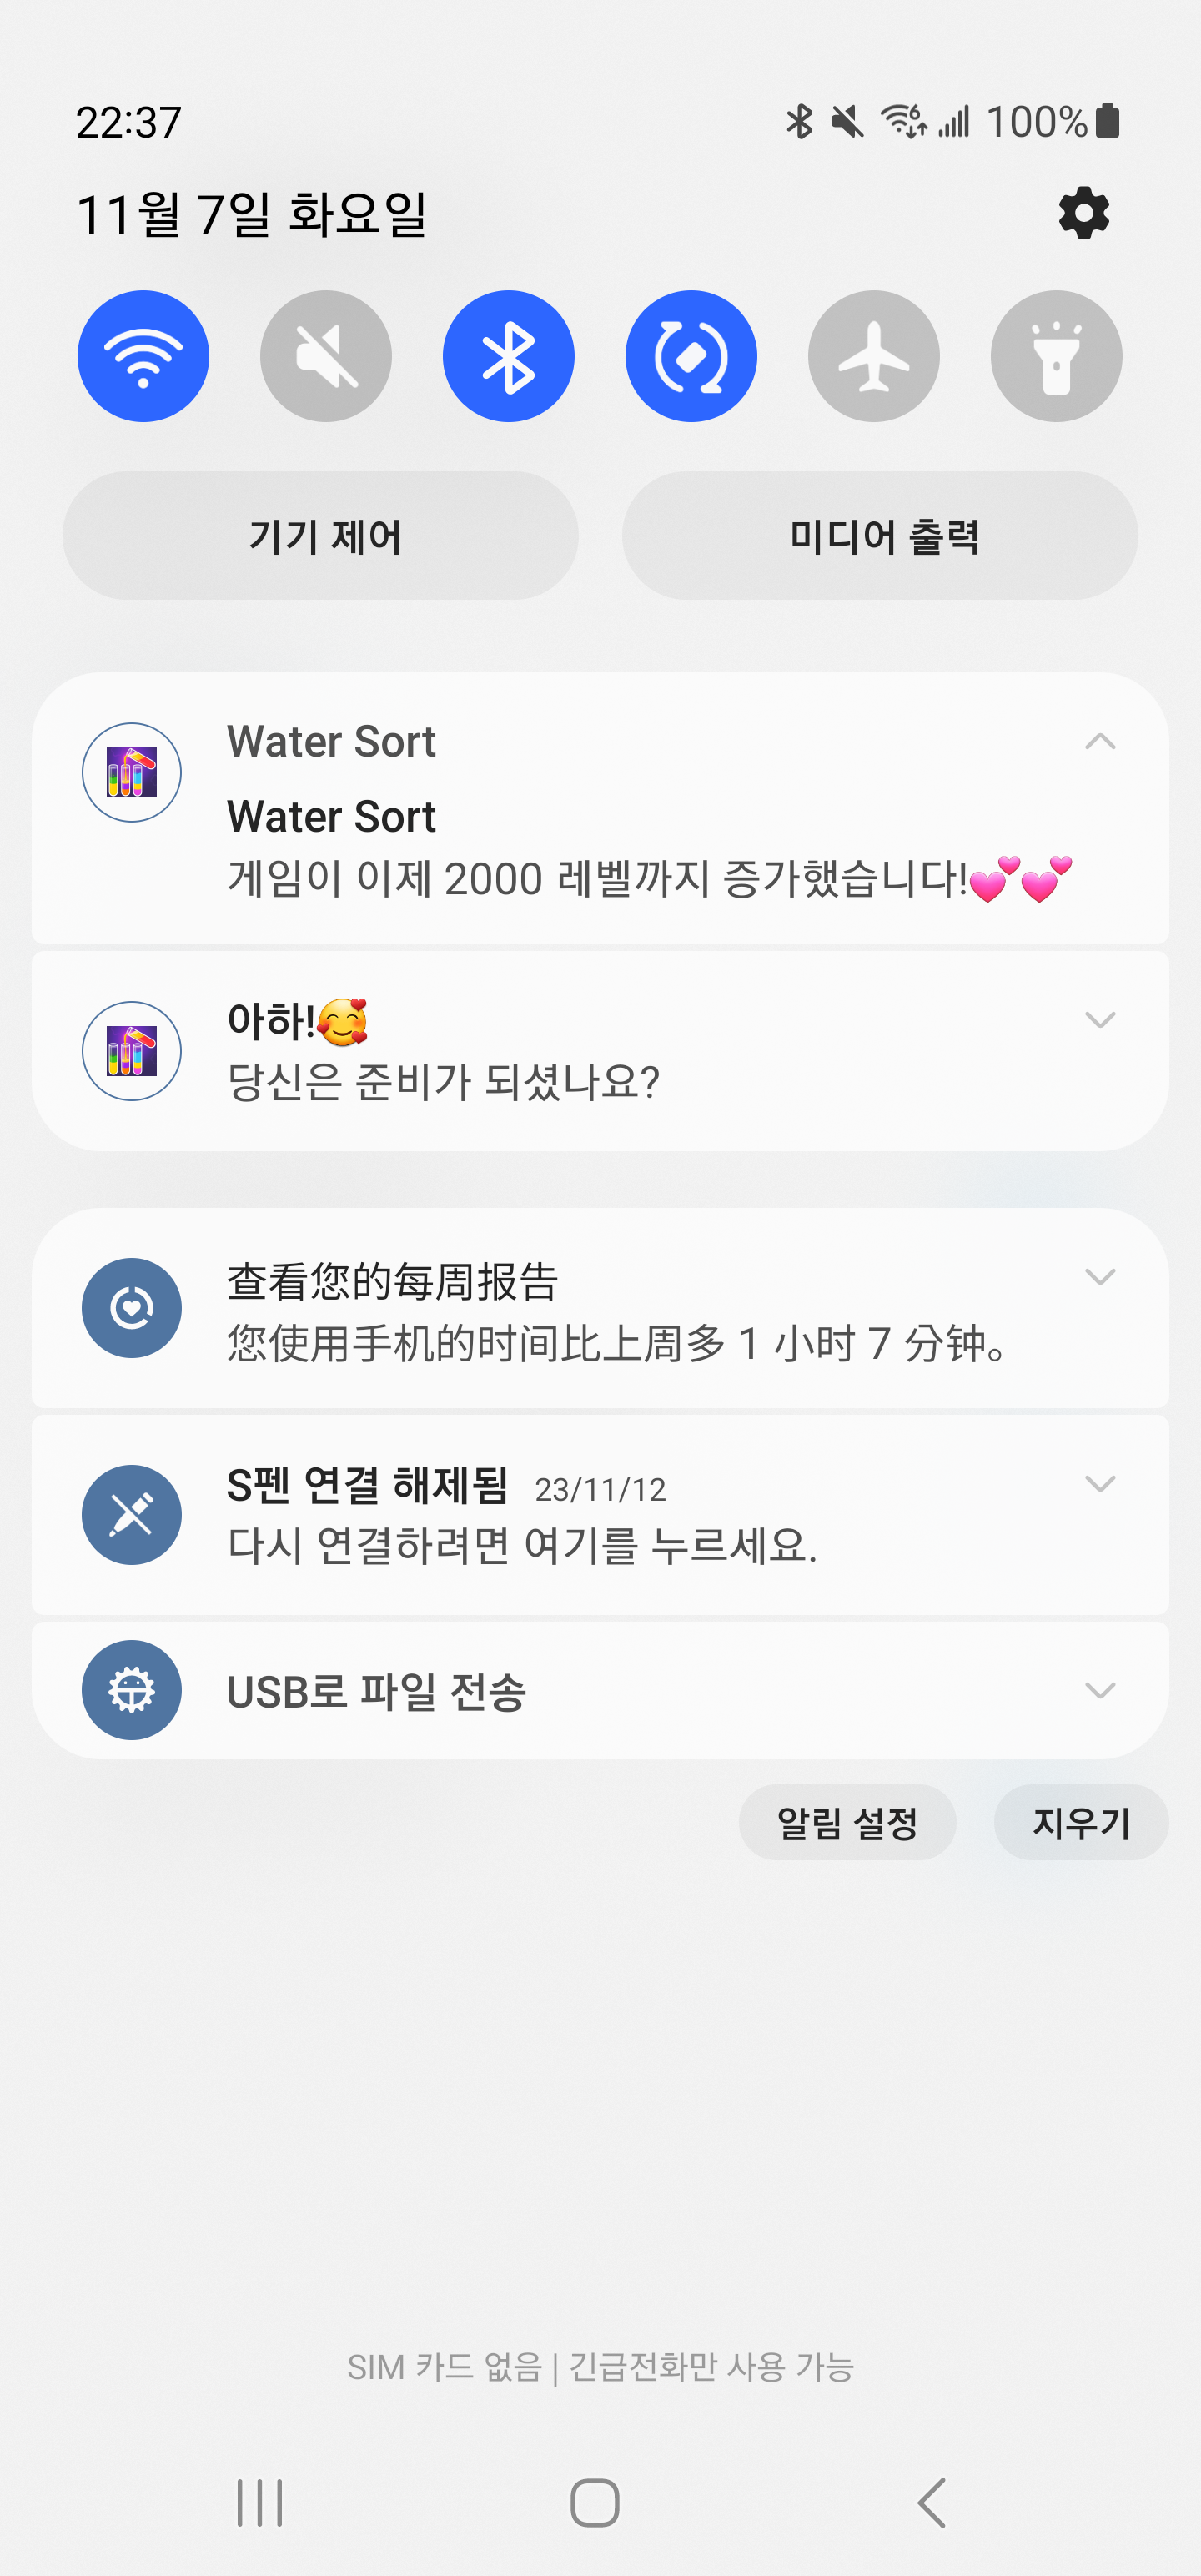 22:37
6
100%
11월 7일 화요일
기기 제어
미디어 출력
Water Sort
Water Sort
게임이 이제 2000 레벨까지 증가했습니다!💕💕
아하!🥰
당신은 준비가 되셨나요?
查看您的每周报告
您使用手机的时间比上周多 1 小时 7 分钟。
S펜 연결 해제됨 23/11/12
다시 연결하려면 여기를 누르세요.
USB로 파일 전송
알림 설정
지우기
SIM 카드 없음 | 긴급전화만 사용 가능